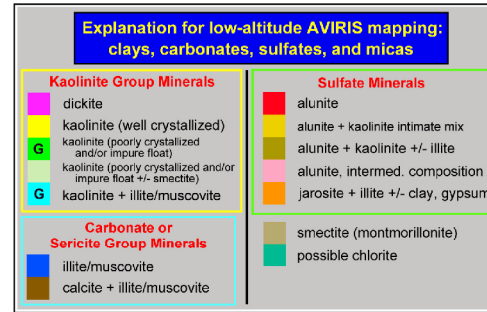 Explanation for low-altitude AVIRIS mapping:
clays, carbonates, sulfates, and micas
Kaolinite Group Minerals
dickite
kaolinite (well crystallized)
G
kaolinite (poorly crystallized
and/or impure float)
kaolinite (poorly crystallized and/or
impure float +/- smectite)
G
kaolinite + illite/muscovite
Carbonate or
Sericite Group Minerals
illite/muscovite
calcite + illite/muscovite
Sulfate Minerals
alunite
alunite + kaolinite intimate mix
alunite + kaolinite +/- illite
alunite, intermed. composition
jarosite + illite +/- clay, gypsum
smectite (montmorillonite)
possible chlorite